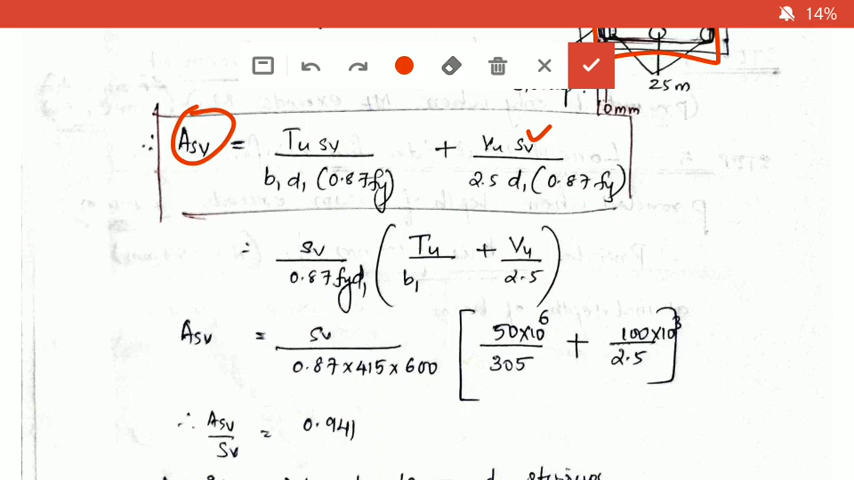 14%
25 m
10mm
∴ Asv = Tu sv / b1 d1 (0.87fy) + Vu sv / 2.5 d1 (0.87fy)
∴ sv / 0.87fyd1 ( Tu / b1 + Vu / 2.5 )
Asv = sv / 0.87×415×600 [ 50×10^6 / 305 + 100×10^3 / 2.5 ]
∴ Asv / Sv = 0.941